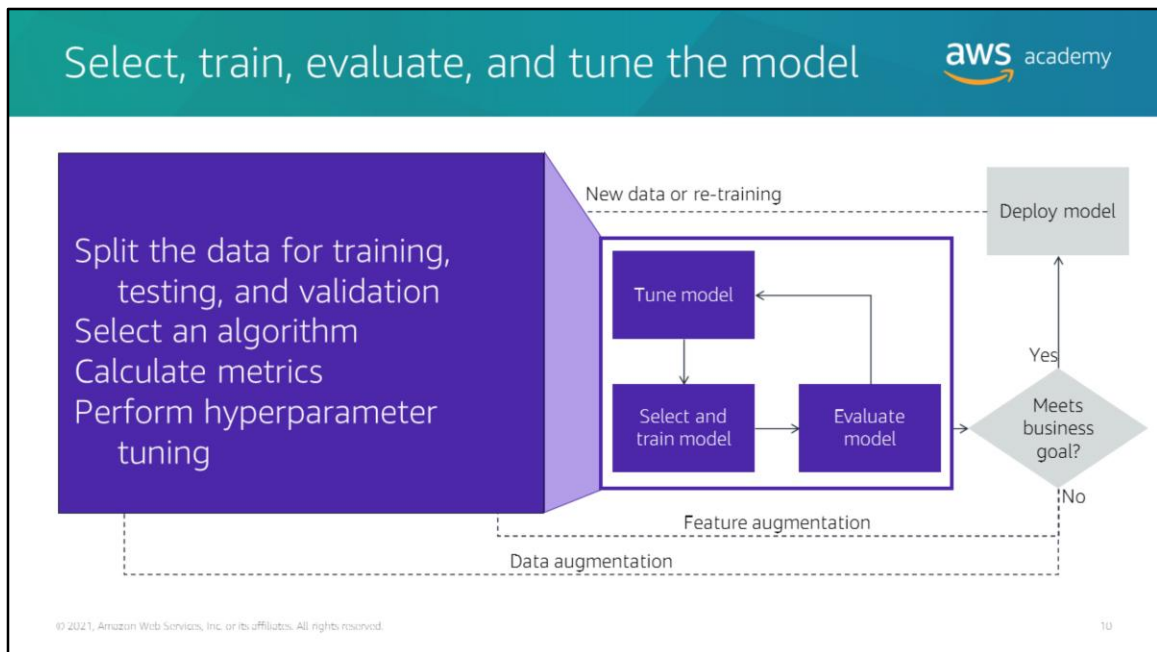 Select, train, evaluate, and tune the model
aws academy
Split the data for training,
testing, and validation
Select an algorithm
Calculate metrics
Perform hyperparameter
tuning
New data or re-training
Deploy model
Tune model
Yes
Select and
train model
Evaluate
model
Meets
business
goal?
No
Feature augmentation
Data augmentation
© 2021, Amazon Web Services, Inc. or its affiliates. All rights reserved.
10